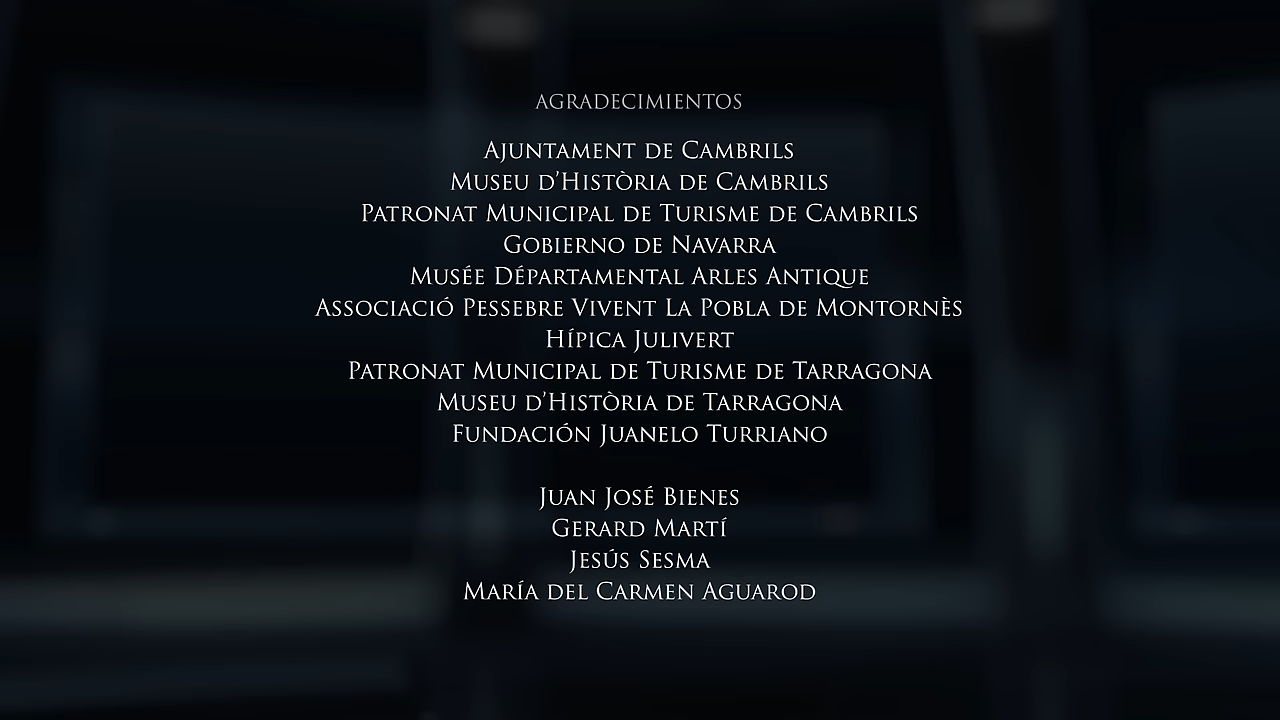 AGRADECIMIENTOS
AJUNTAMENT DE CAMBRILS
MUSEU D'HISTÒRIA DE CAMBRILS
PATRONAT MUNICIPAL DE TURISME DE CAMBRILS
GOBIERNO DE NAVARRA
MUSÉE DÉPARTAMENTAL ARLES ANTIQUE
ASSOCIACIÓ PESSEBRE VIVENT LA POBLA DE MONTORNÈS
HÍPICA JULIVERT
PATRONAT MUNICIPAL DE TURISME DE TARRAGONA
MUSEU D'HISTÒRIA DE TARRAGONA
FUNDACIÓN JUANELO TURRIANO
JUAN JOSÉ BIENES
GERARD MARTÍ
JESÚS SESMA
MARÍA DEL CARMEN AGUAROD